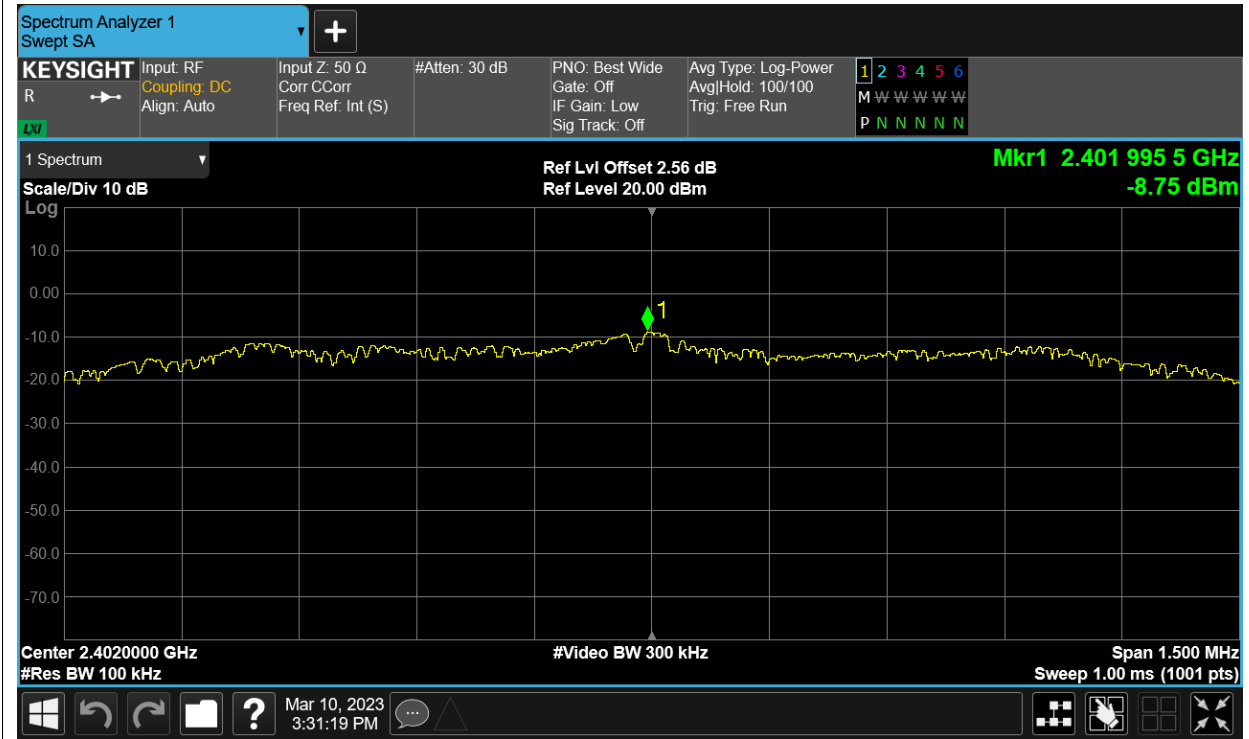 Spectrum Analyzer 1
Swept SA
KEYSIGHT
R
LXI
Input: RF
Coupling: DC
Align: Auto
Input Z: 50 Ω
Corr CCorr
Freq Ref: Int (S)
#Atten: 30 dB
PNO: Best Wide
Gate: Off
IF Gain: Low
Sig Track: Off
Avg Type: Log-Power
Avg|Hold: 100/100
Trig: Free Run
1 2 3 4 5 6
M W W W W W
P N N N N N
1 Spectrum
Scale/Div 10 dB
Ref Lvl Offset 2.56 dB
Ref Level 20.00 dBm
Mkr1 2.401 995 5 GHz
-8.75 dBm
Log
10.0
0.00
-10.0
-20.0
-30.0
-40.0
-50.0
-60.0
-70.0
1
Center 2.4020000 GHz
#Res BW 100 kHz
#Video BW 300 kHz
Span 1.500 MHz
Sweep 1.00 ms (1001 pts)
?
Mar 10, 2023
3:31:19 PM